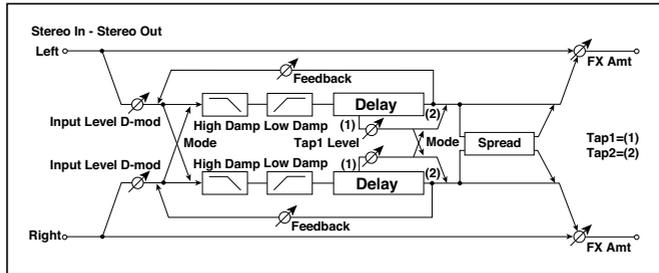 Stereo In - Stereo Out
Left
FX Amt
Feedback
Input Level D-mod
High Damp Low Damp
Delay
(1)
(2)
Tap1 Level
Mode
Mode
Spread
Tap1=(1)
Tap2=(2)
Input Level D-mod
High Damp Low Damp
(1)
Delay
(2)
Feedback
Right
FX Amt